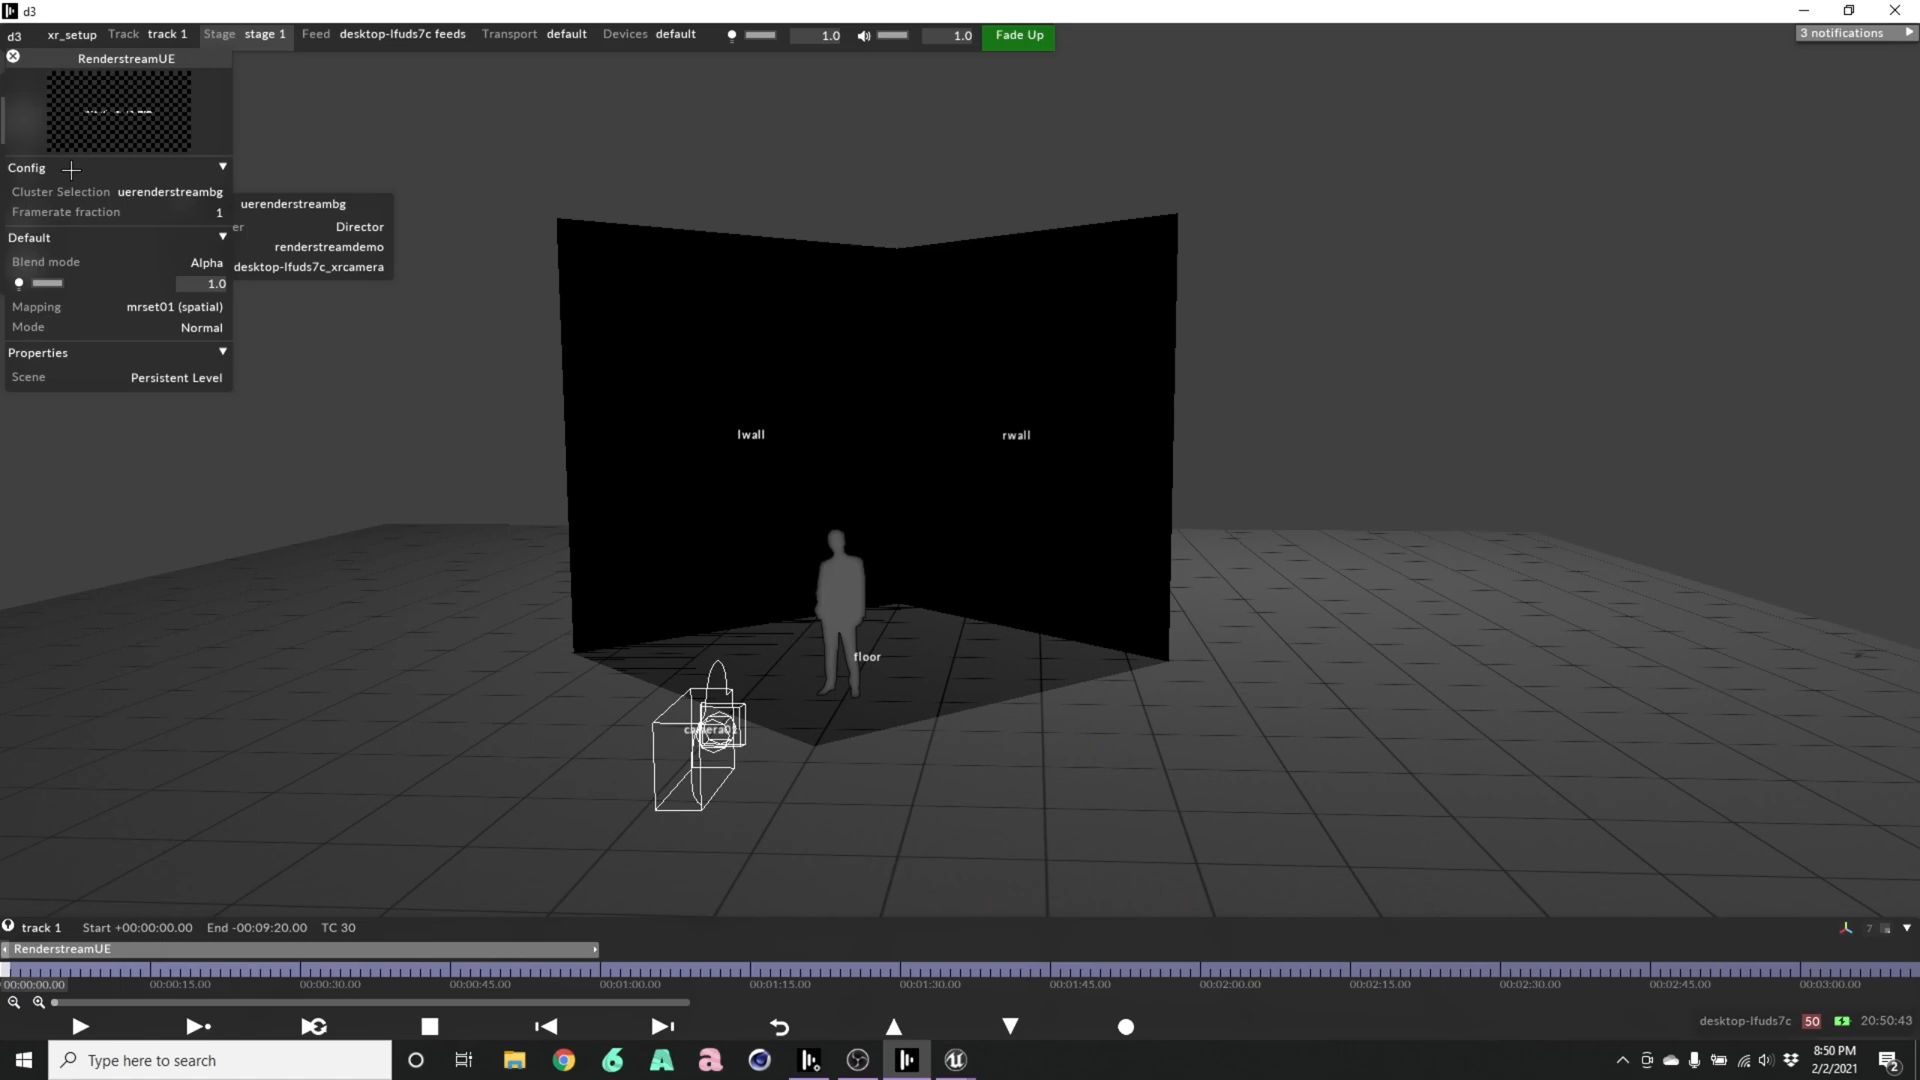 d3
d3 xr_setup Track track 1 Stage stage 1 Feed desktop-lfuds7c feeds Transport default Devices default 1.0 1.0 Fade Up 3 notifications
RenderstreamUE
Config
Cluster Selection uerenderstreambg
Framerate fraction 1
Default
Blend mode Alpha
1.0
Mapping mrset01 (spatial)
Mode Normal
Properties
Scene Persistent Level
uerenderstreambg
er Director
renderstreamdemo
desktop-lfuds7c_xrcamera
lwall
rwall
floor
track 1 Start +00:00:00.00 End -00:09:20.00 TC 30
7
RenderstreamUE
00:00:00.00 00:00:15.00 00:00:30.00 00:00:45.00 00:01:00.00 00:01:15.00 00:01:30.00 00:01:45.00 00:02:00.00 00:02:15.00 00:02:30.00 00:02:45.00 00:03:00.00
desktop-lfuds7c 50 20:50:43
Type here to search
8:50 PM
2/2/2021
2